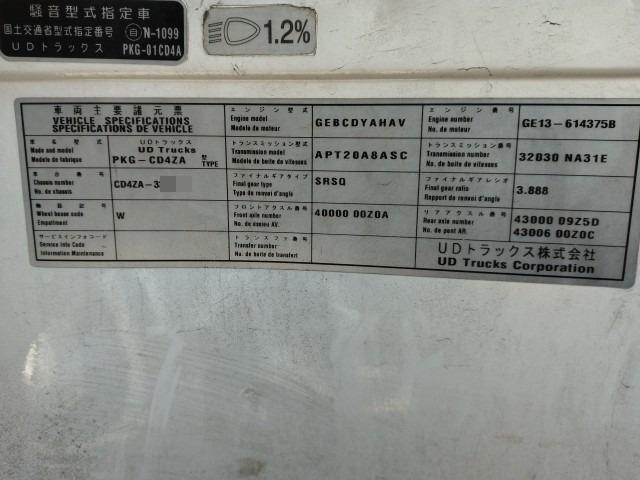 騒音型式指定車
国土交通省型式指定番号 自N-1099
UDトラックス PKG-01CD4A
1.2%
車両主要諸元票
VEHICLE SPECIFICATIONS
SPECIFICATIONS DE VEHICLE
エンジン型式
Engine model
Modele de moteur
GEBCDYAHAV
エンジン番号
Engine number
No. de moteur
GE13-614375B
車名型式
Mode and model
Modele de fabrique
UDトラックス
UD Trucks
PKG-CD4ZA 型 TYPE
トランスミッション型式
Transmission model
Modele de boite de vitesses
APT20A8ASC
トランスミッション番号
Transmission number
No. de boite de vitesses
32030 NA31E
車台番号
Chassis number
No. de chassis
CD4ZA-3
ファイナルギアタイプ
Final gear type
Type de renvoi d'angle
SRSQ
ファイナルギアレシオ
Final gear ratio
Rapport de renvoi d'angle
3.888
Wheel base code
Empattement
W
フロントアクスル番号
Front axle number
No. de essieu AV.
40000 00Z0A
リアアクスル番号
Rear axle number
No. de pont AR.
43000 09Z5D
43006 00Z0C
サービスインフォコード
Service Info Code
Information Maintenance
トランスファ番号
Transfer number
No. de boite de transfert
UDトラックス株式会社
UD Trucks Corporation